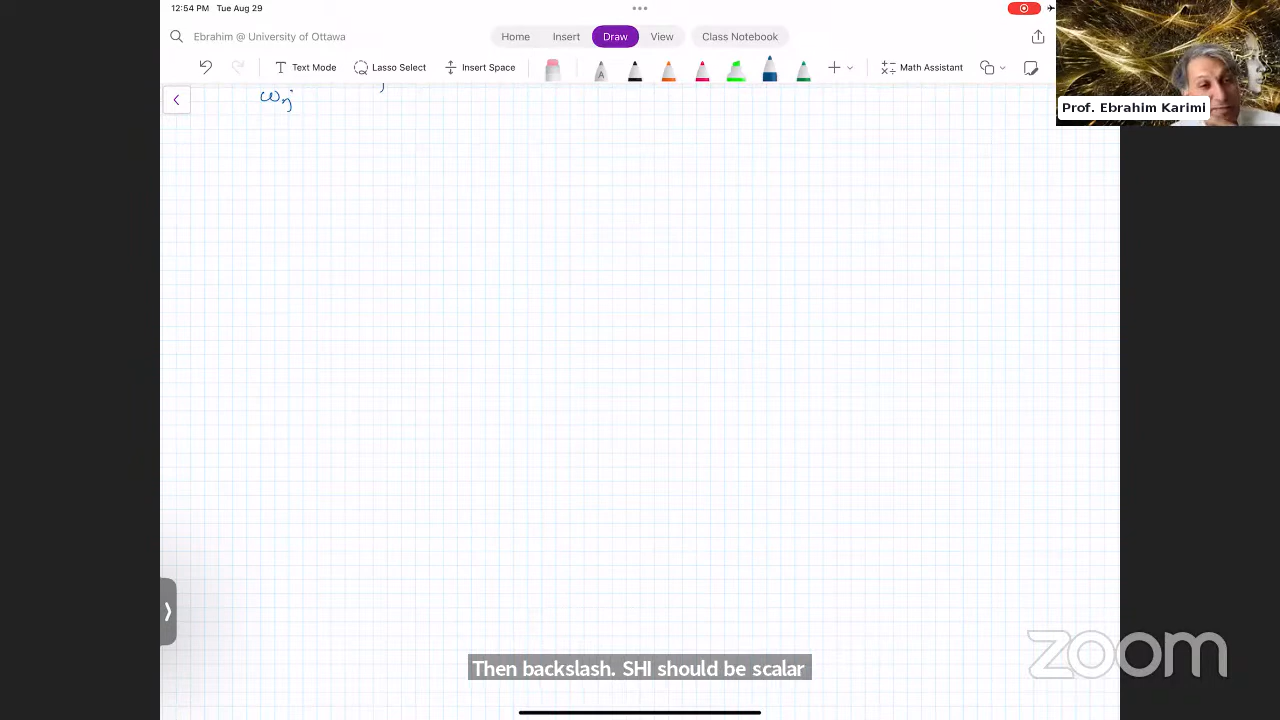 12:54 PM Tue Aug 29
Ebrahim @ University of Ottawa
Home Insert Draw View Class Notebook
Text Mode Lasso Select Insert Space A Math Assistant
Prof. Ebrahim Karimi
ωηj
Then backslash. SHI should be scalar
zoom